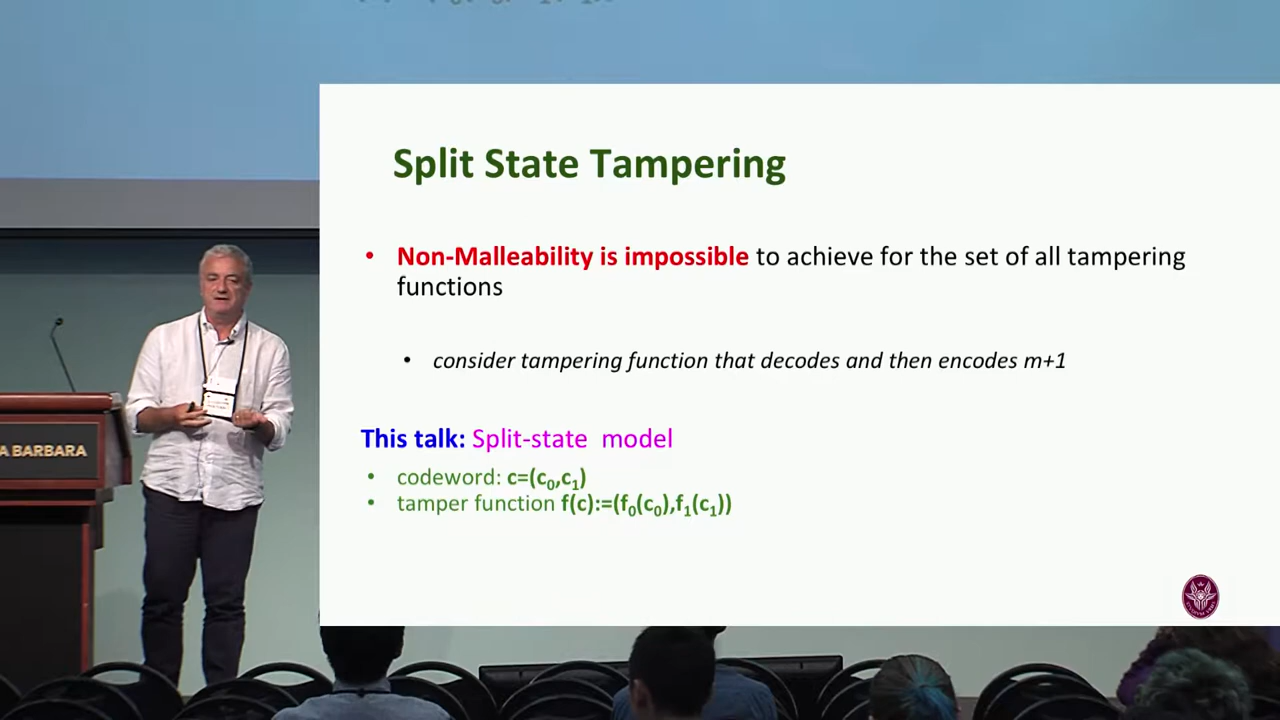 Split State Tampering
• Non-Malleability is impossible to achieve for the set of all tampering
functions
• consider tampering function that decodes and then encodes m+1
This talk: Split-state model
• codeword: c=(c₀,c₁)
• tamper function f(c):=(f₀(c₀),f₁(c₁))
A BARBARA